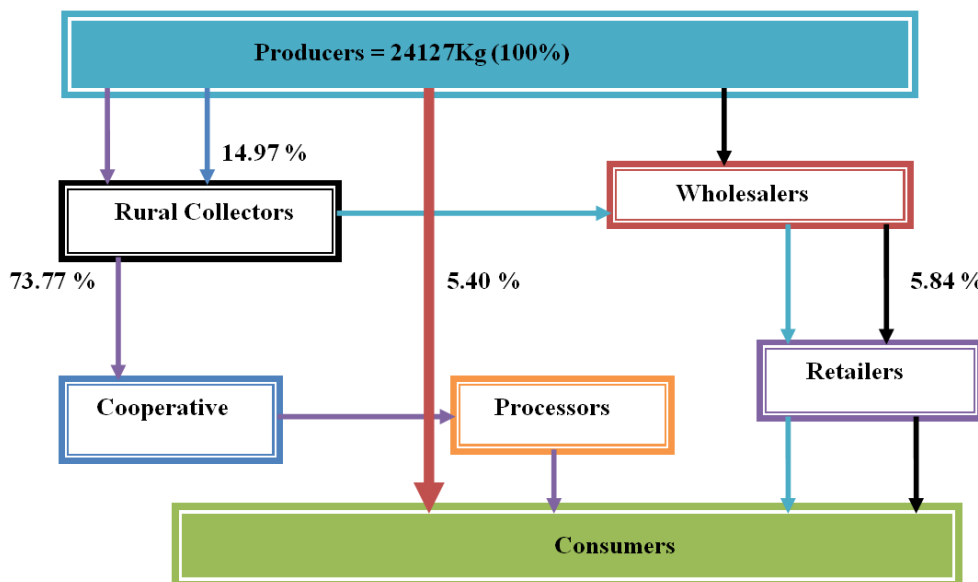 Producers = 24127Kg (100%)
14.97 %
Rural Collectors
Wholesalers
73.77 %
5.40 %
5.84 %
Retailers
Cooperative
Processors
Consumers